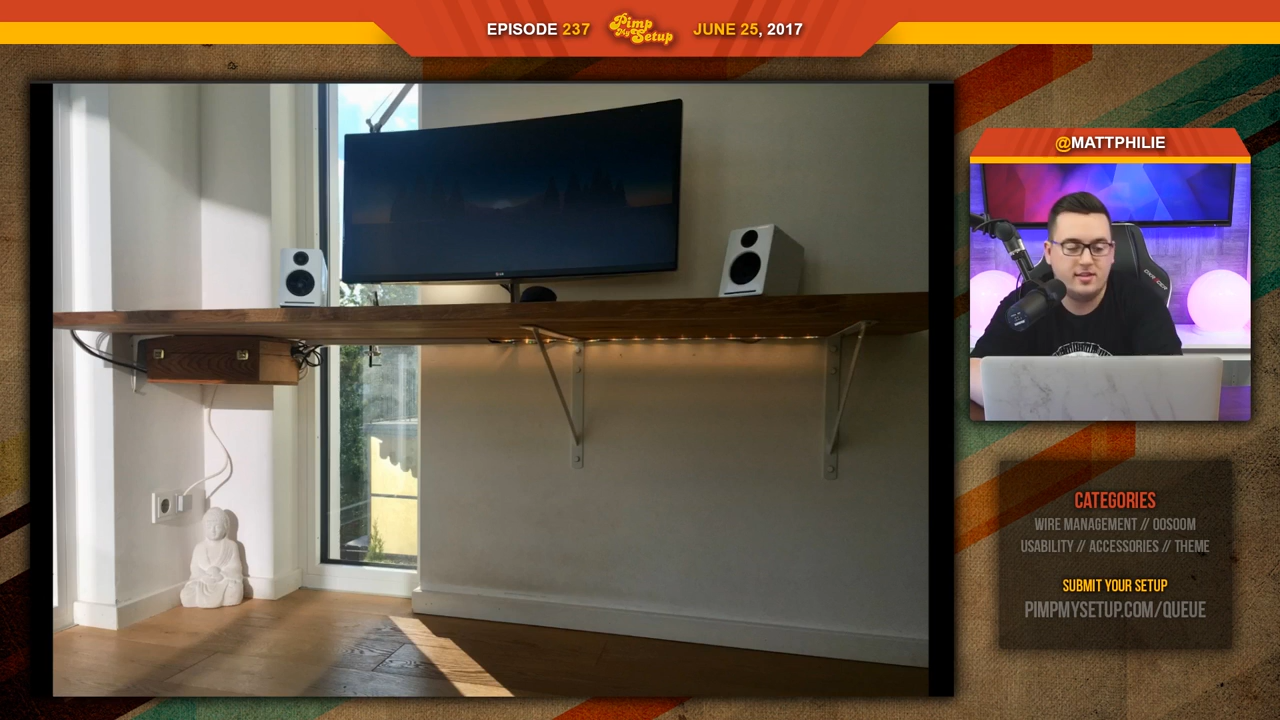 EPISODE 237
Pimp
My
Setup
JUNE 25, 2017
@MATTPHILIE
CATEGORIES
WIRE MANAGEMENT // OOSOOM
USABILITY // ACCESSORIES // THEME
SUBMIT YOUR SETUP
PIMPMYSETUP.COM/QUEUE